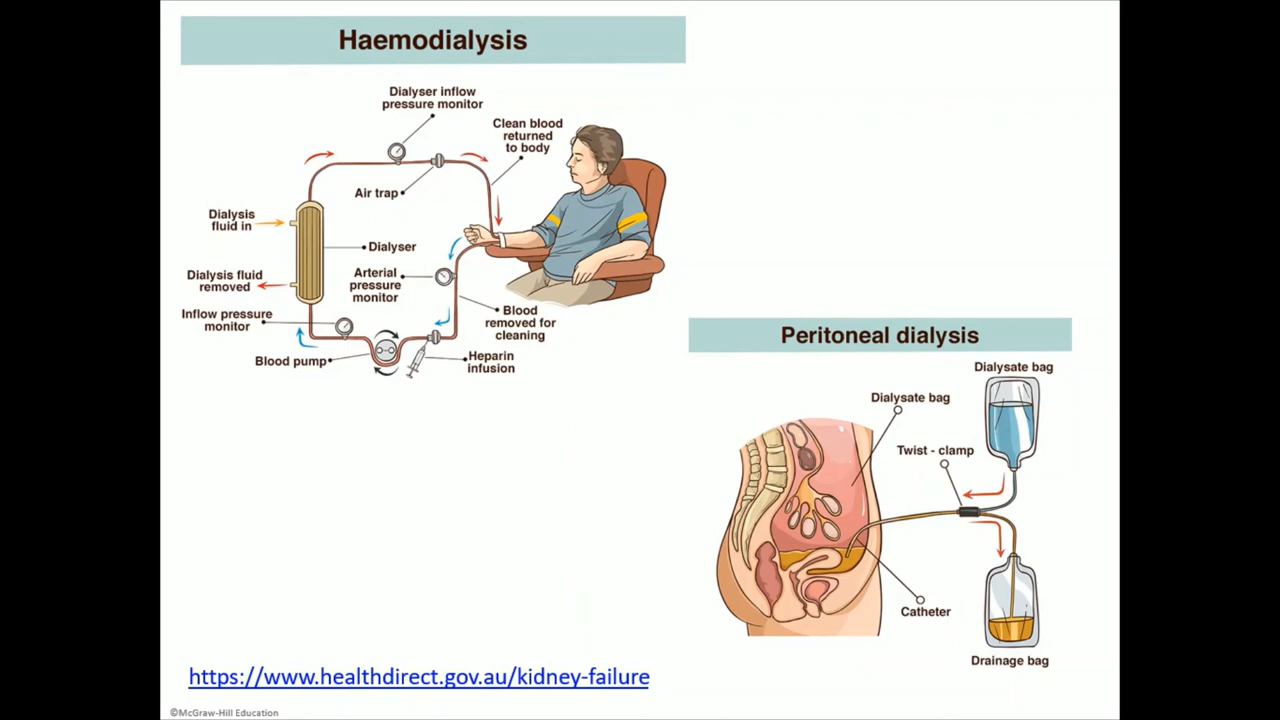 Haemodialysis
Dialyser inflow
pressure monitor
Clean blood
returned
to body
Air trap
Dialysis
fluid in
Dialyser
Dialysis fluid
removed
Arterial
pressure
monitor
Inflow pressure
monitor
Blood
removed for
cleaning
Blood pump
Heparin
infusion
Peritoneal dialysis
Dialysate bag
Dialysate bag
Twist - clamp
Catheter
Drainage bag
https://www.healthdirect.gov.au/kidney-failure
©McGraw-Hill Education